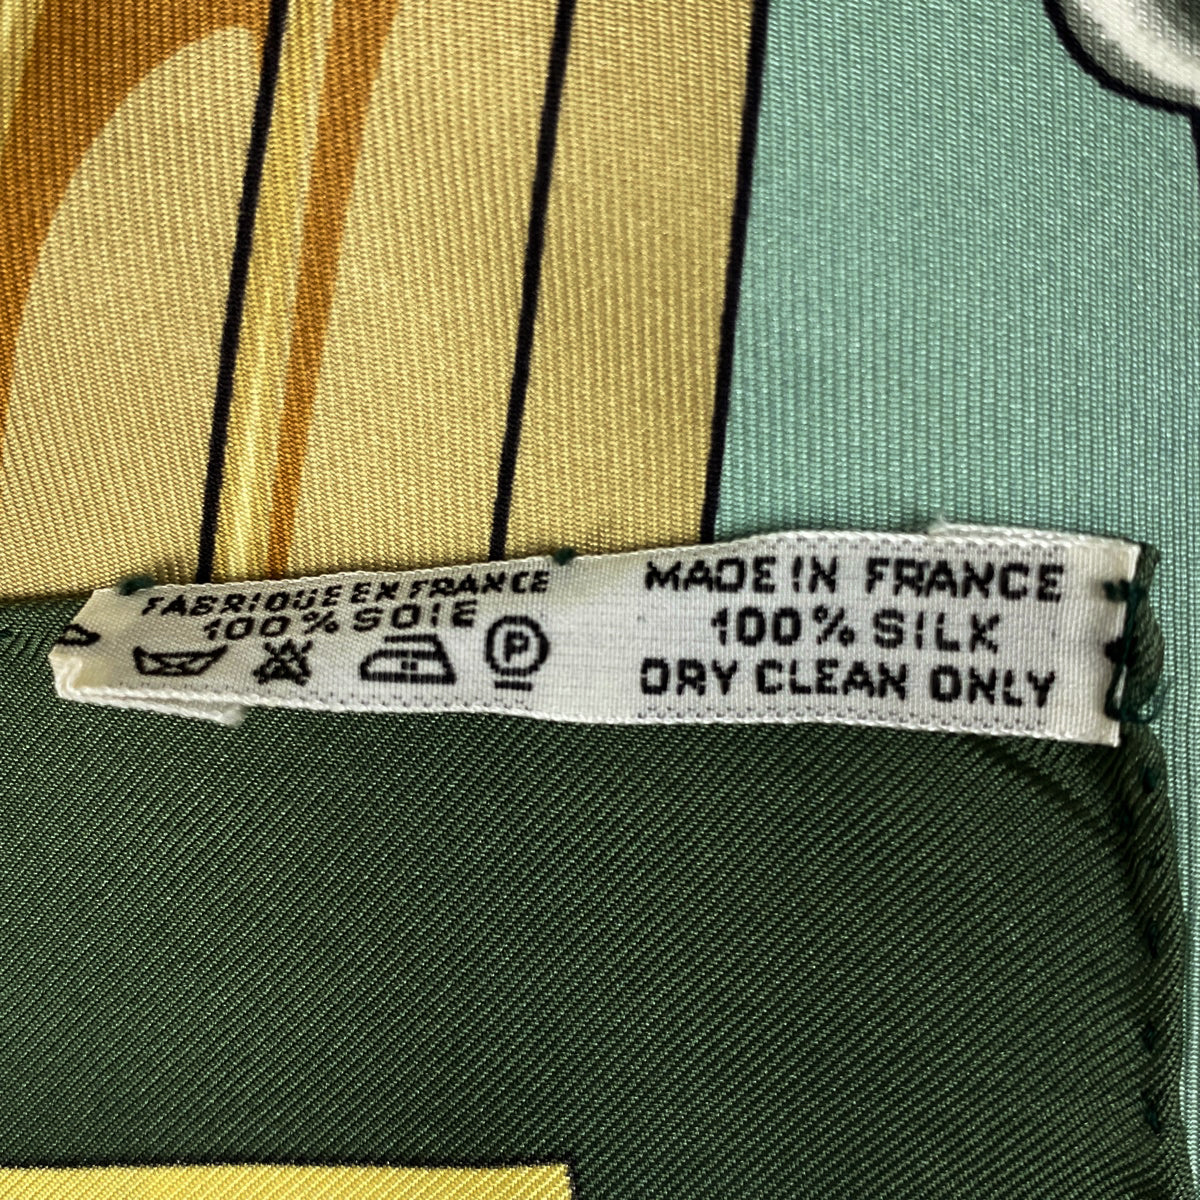 FABRIQUE EN FRANCE
100% SOIE
P
MADE IN FRANCE
100% SILK
DRY CLEAN ONLY